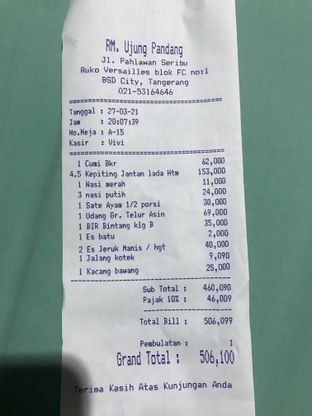 RM. Ujung Pandang
Jl. Pahlawan Seribu
Ruko Versailles blok FC no:1
BSD City, Tangerang
021-53164646
Tanggal : 27-03-21
Jam : 20:07:39
No.Meja : A-15
Kasir : Vivi
1 Cumi Bkr 62,000
4.5 Kepiting Jantan lada Htm 153,000
1 Nasi merah 11,000
3 nasi putih 24,000
1 Sate Ayam 1/2 porsi 30,000
1 Udang Gr. Telur Asin 69,000
1 BIR Bintang klg B 35,000
1 Es batu 2,000
2 Es Jeruk Manis / hgt 40,000
1 Jalang kotek 9,090
1 Kacang bawang 25,000
Sub Total : 460,090
Pajak 10% : 46,009
Total Bill : 506,099
Pembulatan : 1
Grand Total : 506,100
Terima Kasih Atas Kunjungan Anda